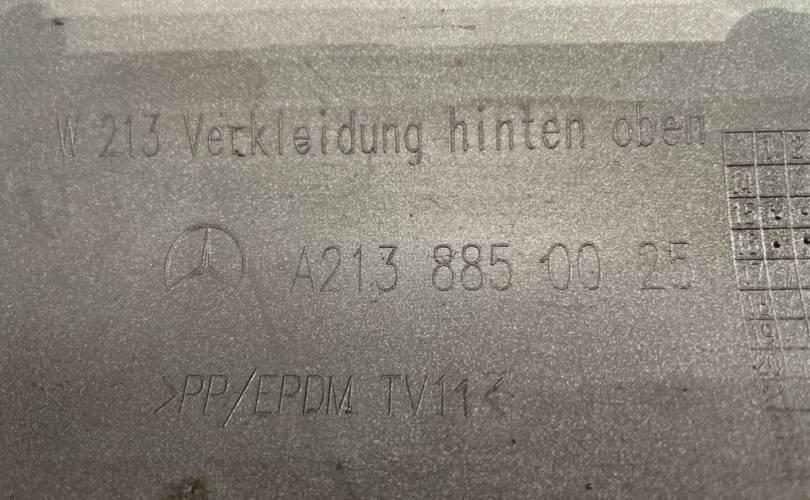 W 213 Verkleidung hinten oben
A213 885 00 25
>PP/EPDM TV11<